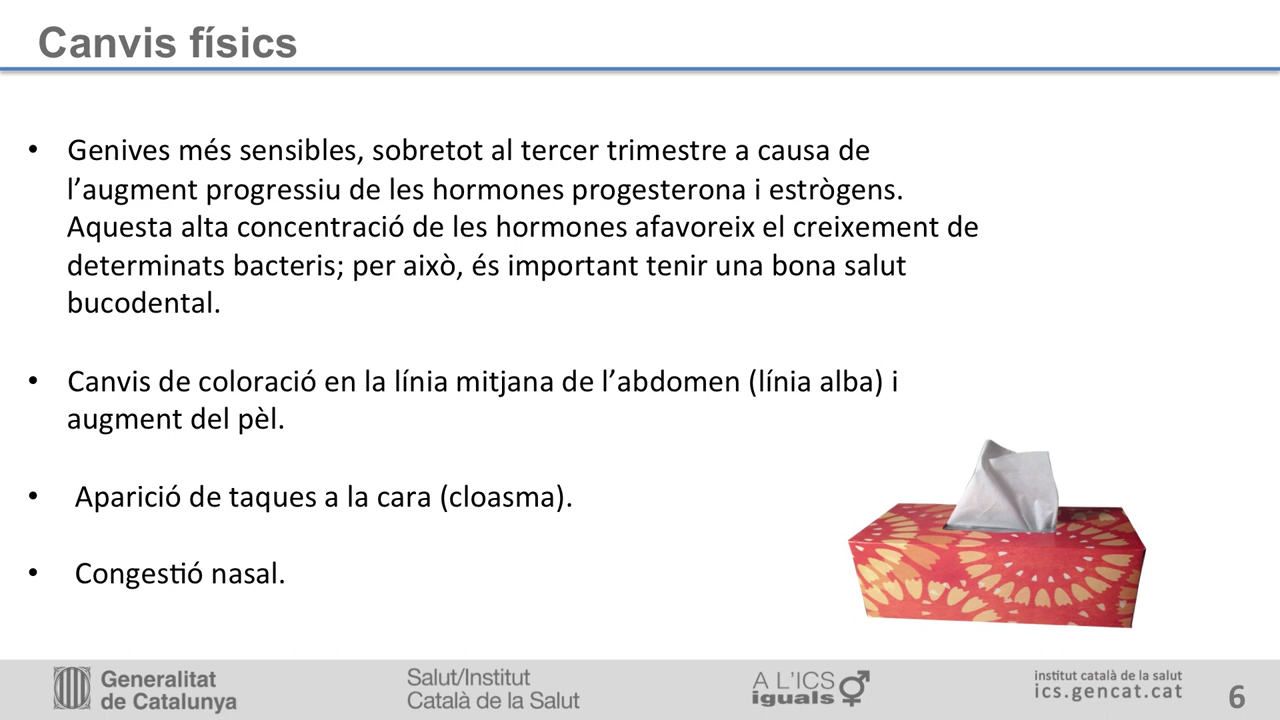 Canvis físics
• Genives més sensibles, sobretot al tercer trimestre a causa de
l’augment progressiu de les hormones progesterona i estrògens.
Aquesta alta concentració de les hormones afavoreix el creixement de
determinats bacteris; per això, és important tenir una bona salut
bucodental.
• Canvis de coloració en la línia mitjana de l’abdomen (línia alba) i
augment del pèl.
• Aparició de taques a la cara (cloasma).
• Congestió nasal.
Generalitat
de Catalunya
Salut/Institut
Català de la Salut
A L'ICS
iguals
institut català de la salut
ics.gencat.cat
6